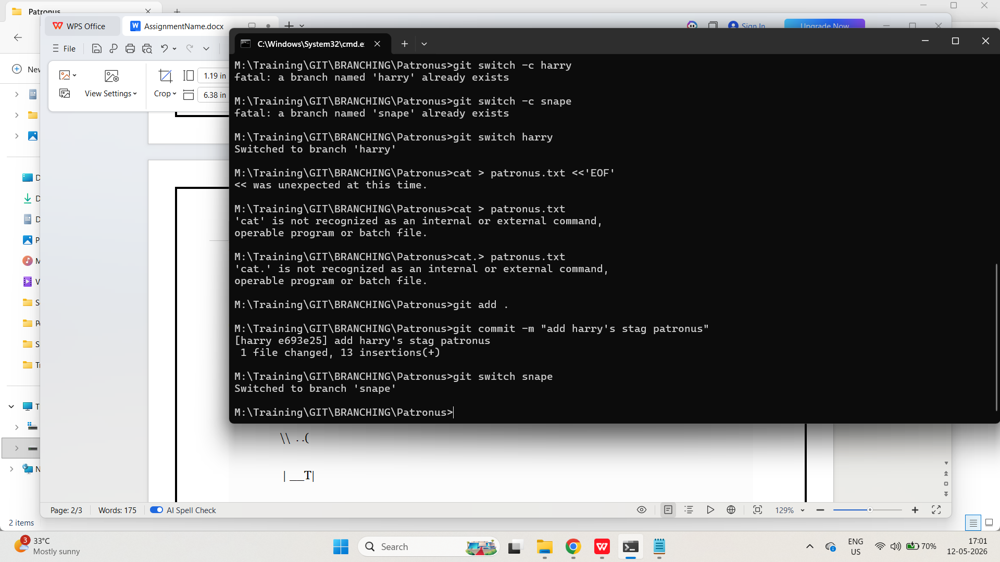 Patronus
WPS Office
AssignmentName.docx
Sign In
Upgrade Now
C:\Windows\System32\cmd.e
File
New
View Settings
Crop
1.19 in
6.38 in
M:\Training\GIT\BRANCHING\Patronus>git switch -c harry
fatal: a branch named 'harry' already exists
M:\Training\GIT\BRANCHING\Patronus>git switch -c snape
fatal: a branch named 'snape' already exists
M:\Training\GIT\BRANCHING\Patronus>git switch harry
Switched to branch 'harry'
M:\Training\GIT\BRANCHING\Patronus>cat > patronus.txt <<'EOF'
<< was unexpected at this time.
M:\Training\GIT\BRANCHING\Patronus>cat > patronus.txt
'cat' is not recognized as an internal or external command,
operable program or batch file.
M:\Training\GIT\BRANCHING\Patronus>cat.> patronus.txt
'cat.' is not recognized as an internal or external command,
operable program or batch file.
M:\Training\GIT\BRANCHING\Patronus>git add .
M:\Training\GIT\BRANCHING\Patronus>git commit -m "add harry's stag patronus"
[harry e693e25] add harry's stag patronus
1 file changed, 13 insertions(+)
M:\Training\GIT\BRANCHING\Patronus>git switch snape
Switched to branch 'snape'
M:\Training\GIT\BRANCHING\Patronus>
\\ . .(
| __T|
Page: 2/3
Words: 175
AI Spell Check
129%
2 items
3
33°C
Mostly sunny
Search
ENG
US
70%
17:01
12-05-2026